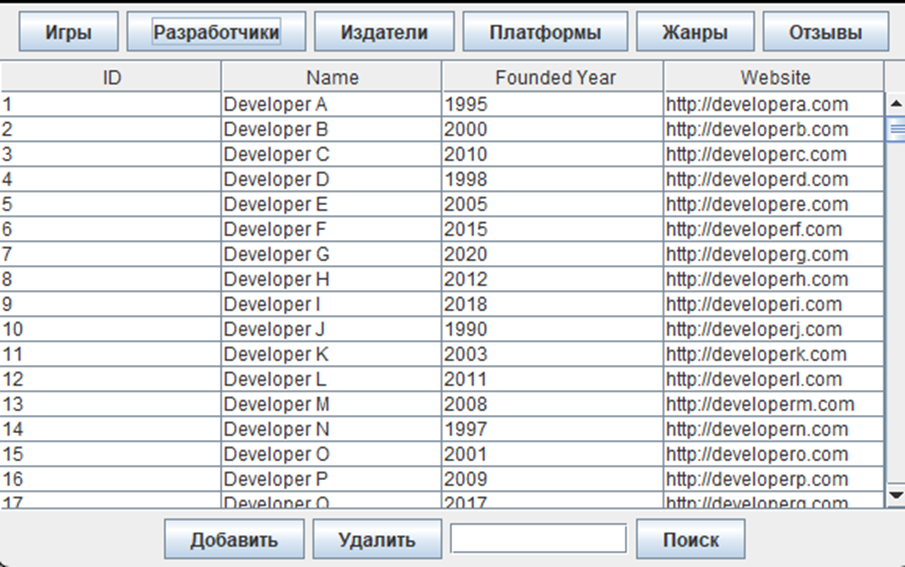 Игры Разработчики Издатели Платформы Жанры Отзывы
ID Name Founded Year Website
1 Developer A 1995 http://developera.com
2 Developer B 2000 http://developerb.com
3 Developer C 2010 http://developerc.com
4 Developer D 1998 http://developerd.com
5 Developer E 2005 http://developere.com
6 Developer F 2015 http://developerf.com
7 Developer G 2020 http://developerg.com
8 Developer H 2012 http://developerh.com
9 Developer I 2018 http://developeri.com
10 Developer J 1990 http://developerj.com
11 Developer K 2003 http://developerk.com
12 Developer L 2011 http://developerl.com
13 Developer M 2008 http://developerm.com
14 Developer N 1997 http://developern.com
15 Developer O 2001 http://developero.com
16 Developer P 2009 http://developerp.com
17 Developer Q 2017 http://developerq.com
Добавить Удалить Поиск